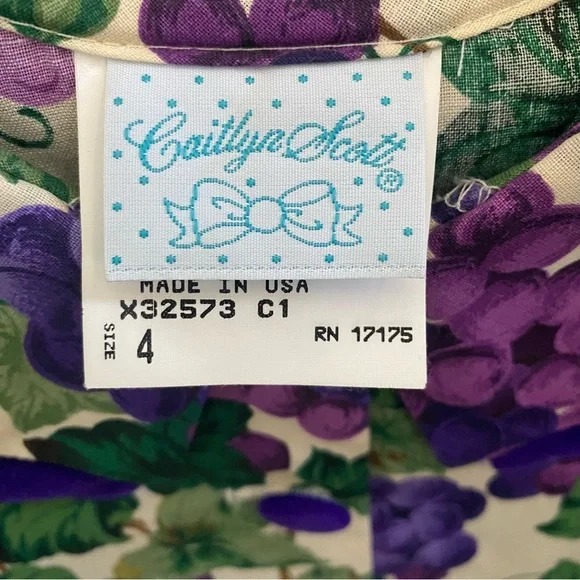 Caitlyn Scott®
MADE IN USA
X32573 C1
SIZE 4
RN 17175